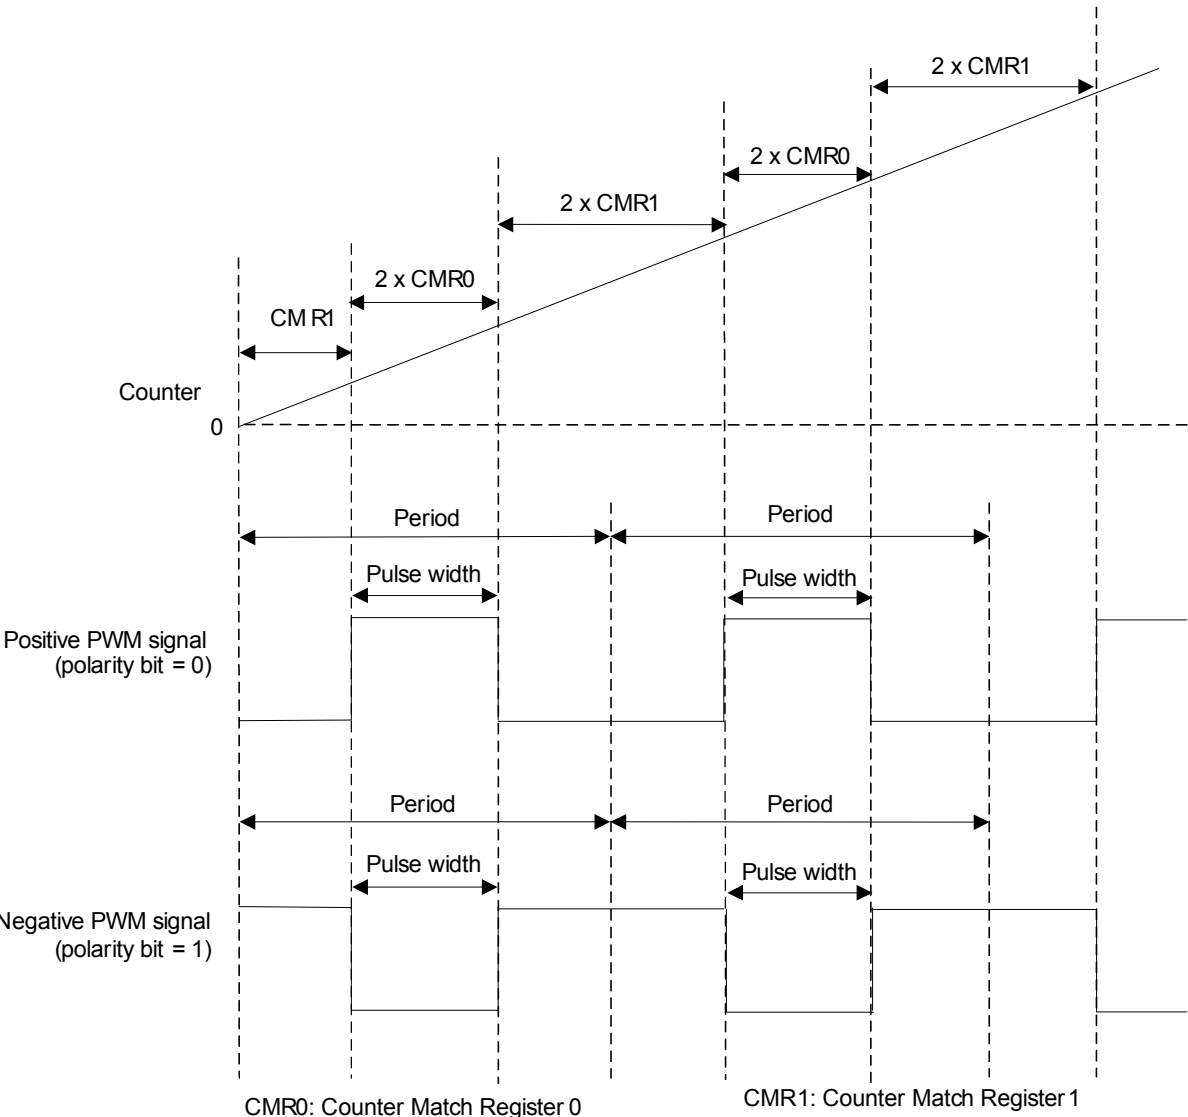 2 x CMR1
2 x CMR0
2 x CMR1
2 x CMR0
CMR1
Counter
0
Period
Period
Pulse width
Pulse width
Positive PWM signal
(polarity bit = 0)
Period
Period
Pulse width
Pulse width
Negative PWM signal
(polarity bit = 1)
CMR0: Counter Match Register 0
CMR1: Counter Match Register 1